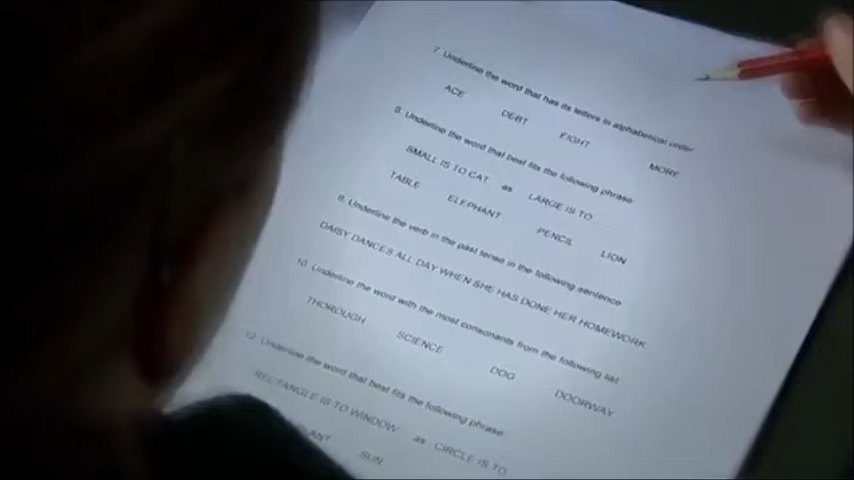 7. Underline the word that has its letters in alphabetical order
ACE DEBT FIGHT MORE
8. Underline the word that best fits the following phrase.
SMALL IS TO CAT as LARGE IS TO
TABLE ELEPHANT PENCIL LION
9. Underline the verb in the past tense in the following sentence
DAISY DANCES ALL DAY WHEN SHE HAS DONE HER HOMEWORK
10. Underline the word with the most consonants from the following list
THOROUGH SCIENCE DOG DOORWAY
12. Underline the word that best fits the following phrase.
RECTANGLE IS TO WINDOW as CIRCLE IS TO
SUN